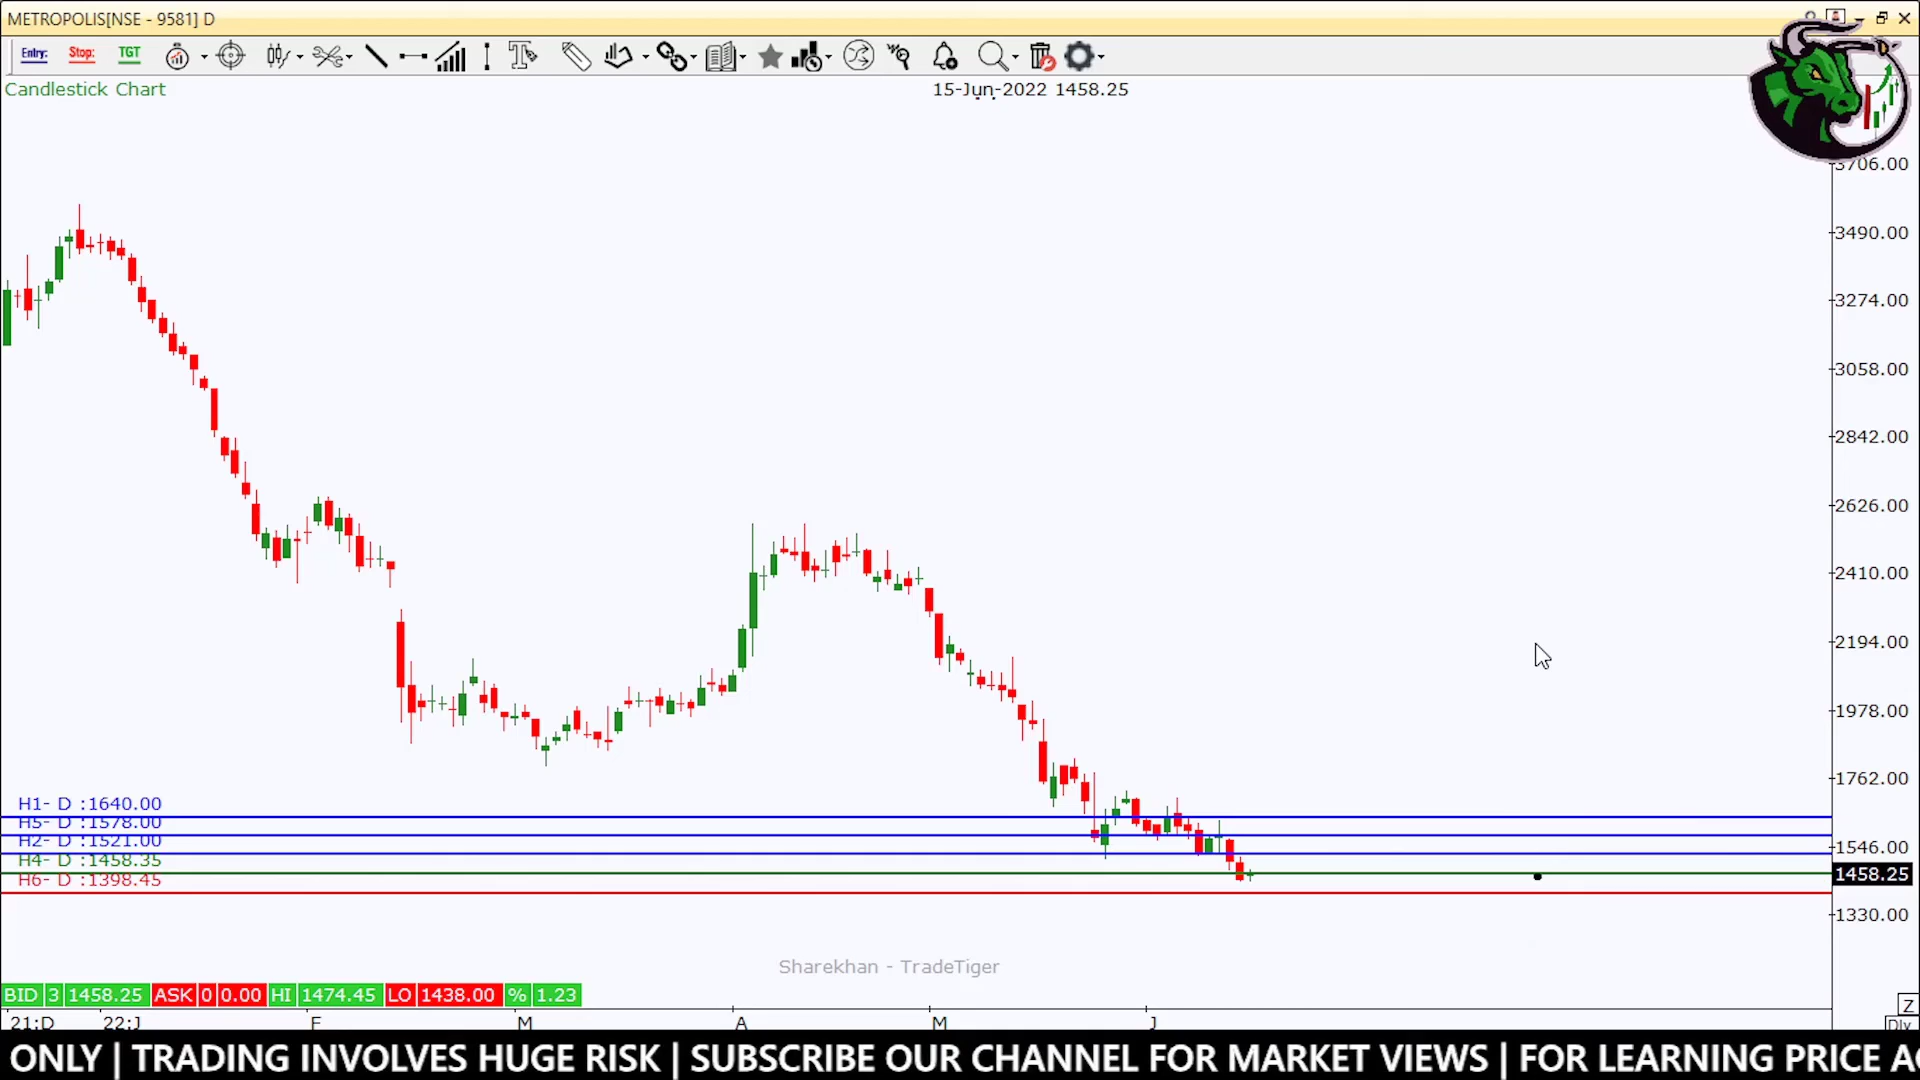 METROPOLIS[NSE - 9581] D
Entry: Stop: TGT
Candlestick Chart
15-Jun-2022 1458.25
3706.00
3490.00
3274.00
3058.00
2842.00
2626.00
2410.00
2194.00
1978.00
1762.00
H1- D :1640.00
H5- D :1578.00
H2- D :1521.00
1546.00
H4- D :1458.35
1458.25
H6- D :1398.45
1330.00
Sharekhan - TradeTiger
BID 3 1458.25 ASK 0 0.00 HI 1474.45 LO 1438.00 % 1.23
Z
21:D 22:J F M A M J
Dly
ONLY | TRADING INVOLVES HUGE RISK | SUBSCRIBE OUR CHANNEL FOR MARKET VIEWS | FOR LEARNING PRICE